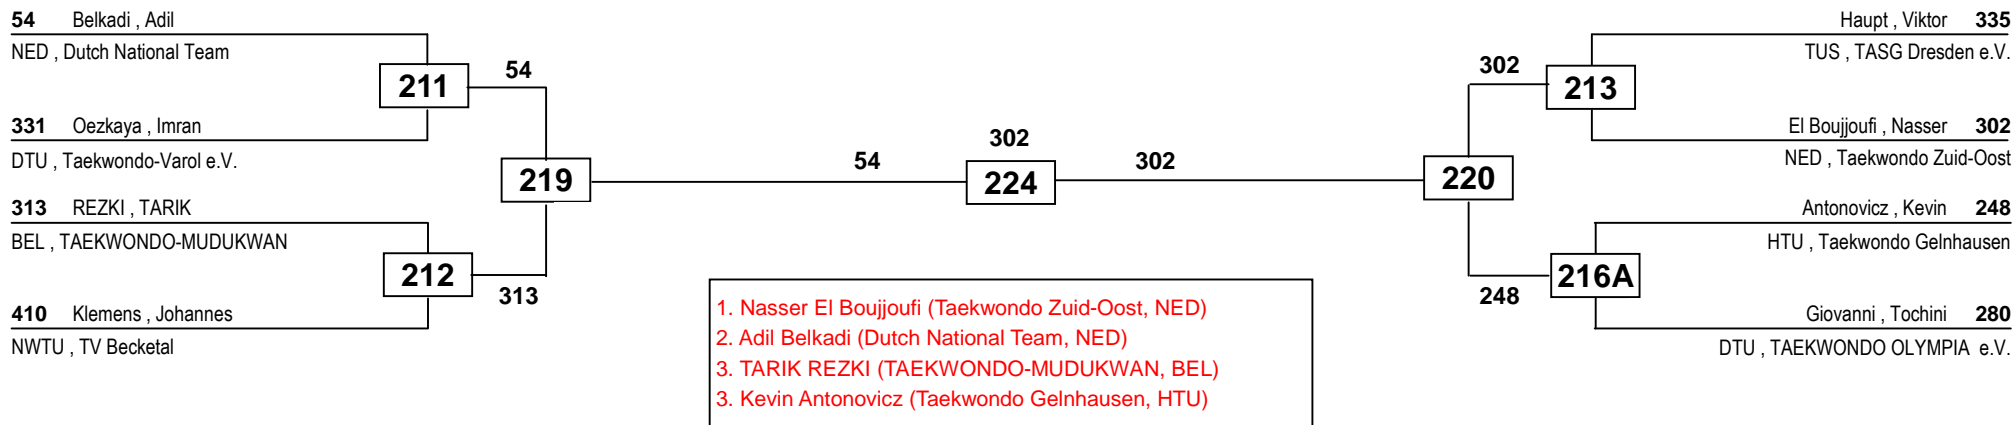 54 Belkadi , Adil
NED , Dutch National Team
211
54
331 Oezkaya , Imran
DTU , Taekwondo-Varol e.V.
219
313 REZKI , TARIK
BEL , TAEKWONDO-MUDUKWAN
212
313
410 Klemens , Johannes
NWTU , TV Becketal
54
302
224
302
Haupt , Viktor 335
TUS , TASG Dresden e.V.
302
213
El Boujjoufi , Nasser 302
NED , Taekwondo Zuid-Oost
220
Antonovicz , Kevin 248
HTU , Taekwondo Gelnhausen
248
216A
Giovanni , Tochini 280
DTU , TAEKWONDO OLYMPIA e.V.
1. Nasser El Boujjoufi (Taekwondo Zuid-Oost, NED)
2. Adil Belkadi (Dutch National Team, NED)
3. TARIK REZKI (TAEKWONDO-MUDUKWAN, BEL)
3. Kevin Antonovicz (Taekwondo Gelnhausen, HTU)